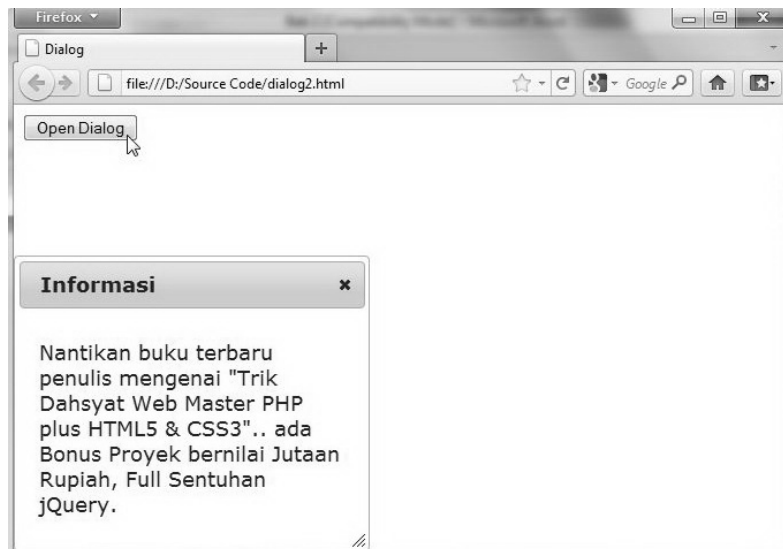 Firefox
Dialog
file:///D:/Source Code/dialog2.html
Google
Open Dialog
Informasi
Nantikan buku terbaru
penulis mengenai "Trik
Dahsyat Web Master PHP
plus HTML5 & CSS3".. ada
Bonus Proyek bernilai Jutaan
Rupiah, Full Sentuhan
jQuery.